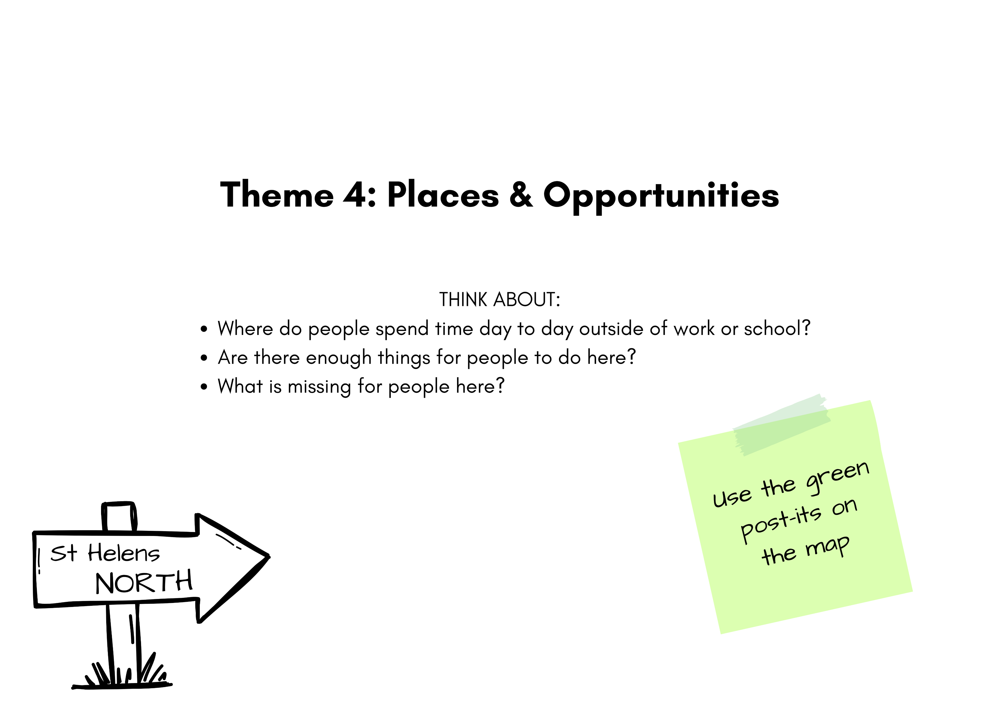 Theme 4: Places & Opportunities
THINK ABOUT:
• Where do people spend time day to day outside of work or school?
• Are there enough things for people to do here?
• What is missing for people here?
Use the green
post-its on
the map
St Helens
NORTH